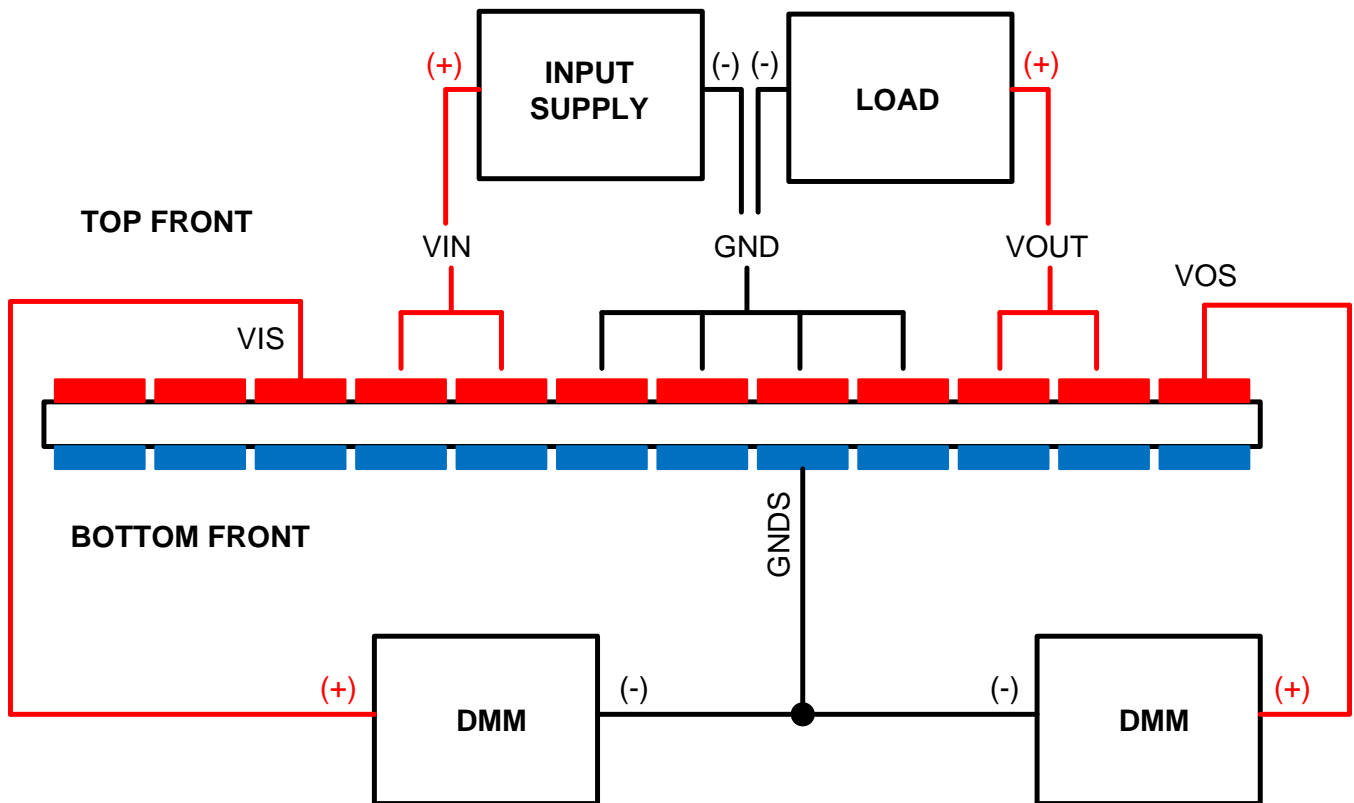 (+)
INPUT
SUPPLY
(-)
(-)
LOAD
(+)
TOP FRONT
VIN
GND
VOUT
VOS
VIS
BOTTOM FRONT
GNDS
(+)
DMM
(-)
(-)
DMM
(+)